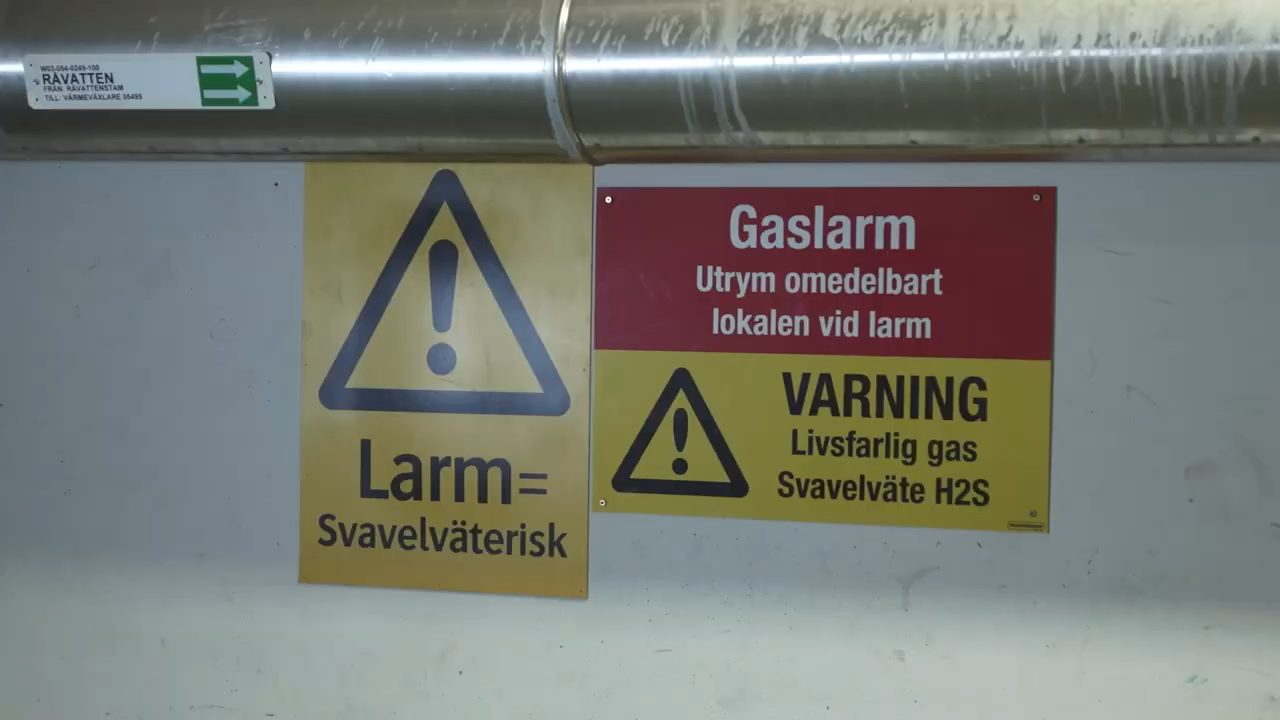 W03-054-0249-100
RÅVATTEN
FRÅN: RÅVATTENSTAM
TILL: VÄRMEVÄXLARE 05495
Larm=
Svavelväterisk
Gaslarm
Utrym omedelbart
lokalen vid larm
VARNING
Livsfarlig gas
Svavelväte H2S